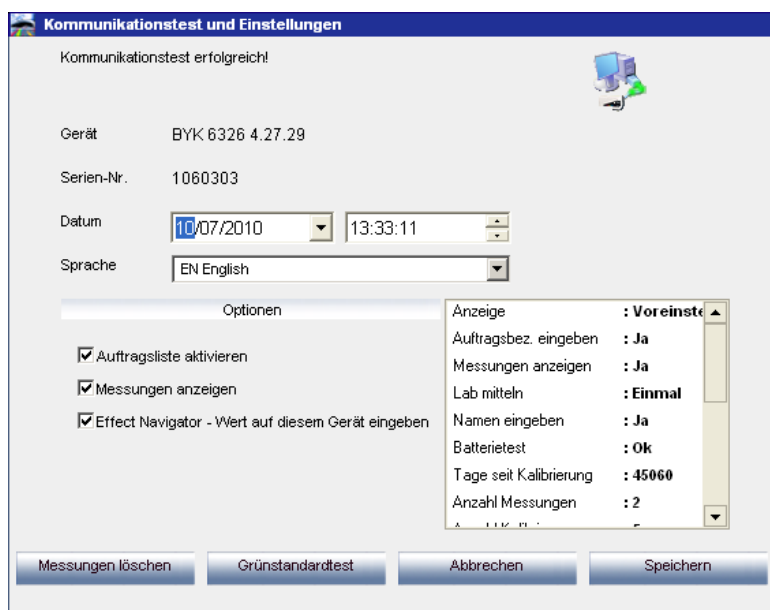 Kommunikationstest und Einstellungen
Kommunikationstest erfolgreich!
Gerät BYK 6326 4.27.29
Serien-Nr. 1060303
Datum 10/07/2010 13:33:11
Sprache EN English
Optionen
Auftragsliste aktivieren
Messungen anzeigen
Effect Navigator - Wert auf diesem Gerät eingeben
Anzeige : Voreinste
Auftragsbez. eingeben : Ja
Messungen anzeigen : Ja
Lab mitteln : Einmal
Namen eingeben : Ja
Batterietest : Ok
Tage seit Kalibrierung : 45060
Anzahl Messungen : 2
Messungen löschen Grünstandardtest Abbrechen Speichern